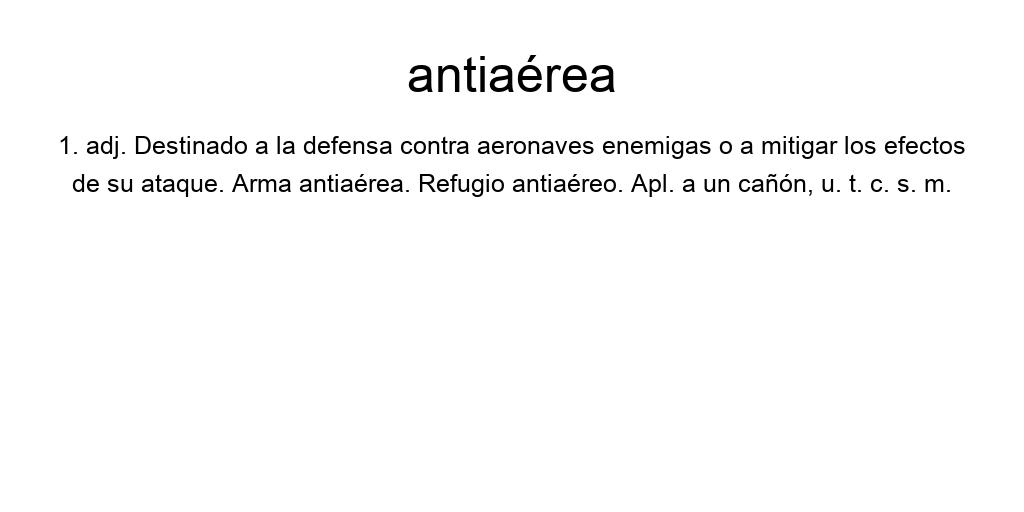 antiaérea
1. adj. Destinado a la defensa contra aeronaves enemigas o a mitigar los efectos
de su ataque. Arma antiaérea. Refugio antiaéreo. Apl. a un cañón, u. t. c. s. m.